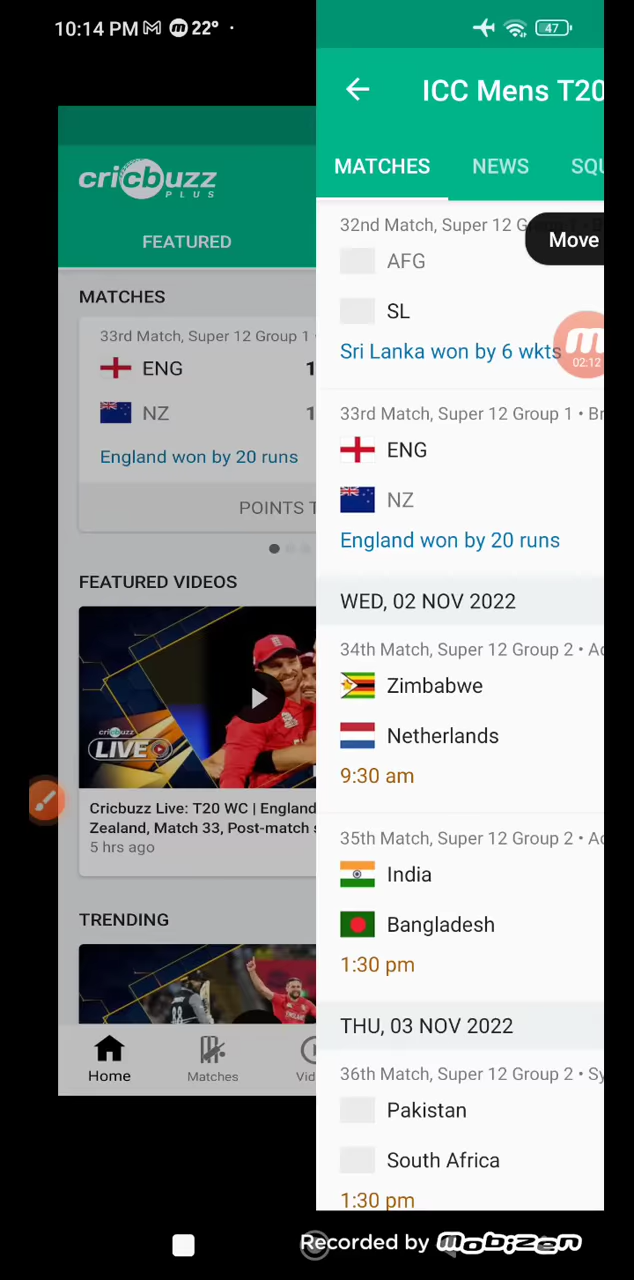 10:14 PM 22°
47
cricbuzz
PLUS
FEATURED
MATCHES
33rd Match, Super 12 Group 1
ENG 1
NZ 1
England won by 20 runs
POINTS T
FEATURED VIDEOS
cricbuzz
LIVE
Cricbuzz Live: T20 WC | England
Zealand, Match 33, Post-match
5 hrs ago
TRENDING
Home
Matches
Vid
ICC Mens T20
MATCHES NEWS SQU
32nd Match, Super 12 G
Move
AFG
SL
Sri Lanka won by 6 wkts
02:12
33rd Match, Super 12 Group 1 • Br
ENG
NZ
England won by 20 runs
WED, 02 NOV 2022
34th Match, Super 12 Group 2 • Ad
Zimbabwe
Netherlands
9:30 am
35th Match, Super 12 Group 2 • Ad
India
Bangladesh
1:30 pm
THU, 03 NOV 2022
36th Match, Super 12 Group 2 • Sy
Pakistan
South Africa
1:30 pm
Recorded by mobizen